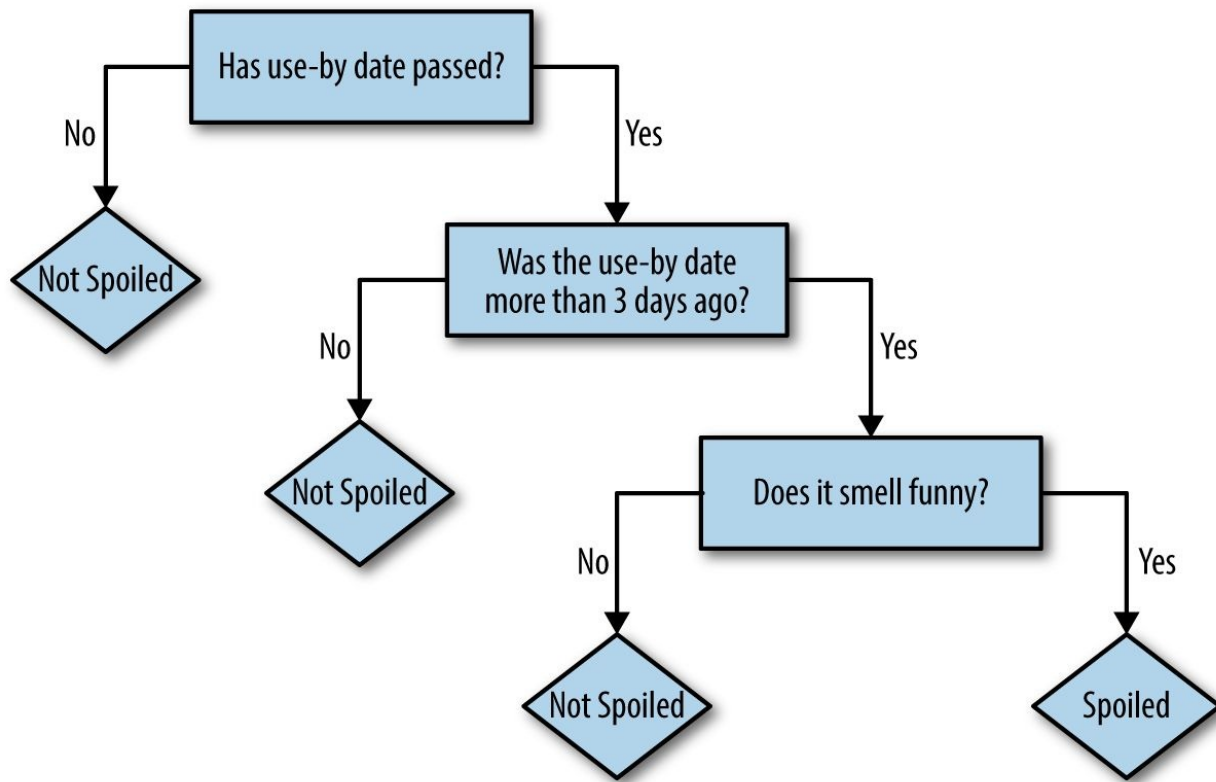 Has use-by date passed?
No
Yes
Not Spoiled
Was the use-by date
more than 3 days ago?
No
Yes
Not Spoiled
Does it smell funny?
No
Yes
Not Spoiled
Spoiled